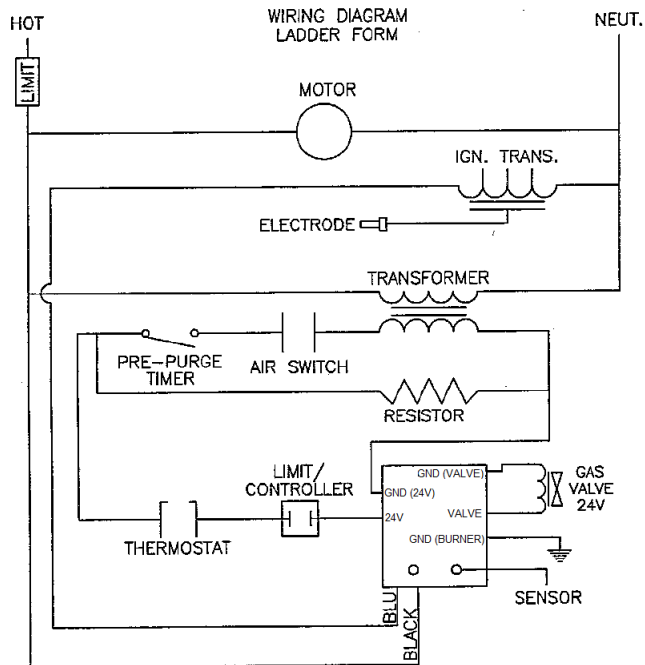 WIRING DIAGRAM
LADDER FORM
HOT
NEUT.
LIMIT
MOTOR
IGN. TRANS.
ELECTRODE
TRANSFORMER
PRE-PURGE
TIMER
AIR SWITCH
RESISTOR
LIMIT/
CONTROLLER
THERMOSTAT
GND (VALVE)
GND (24V)
24V
VALVE
GND (BURNER)
GAS
VALVE
24V
SENSOR
BLU
BLACK